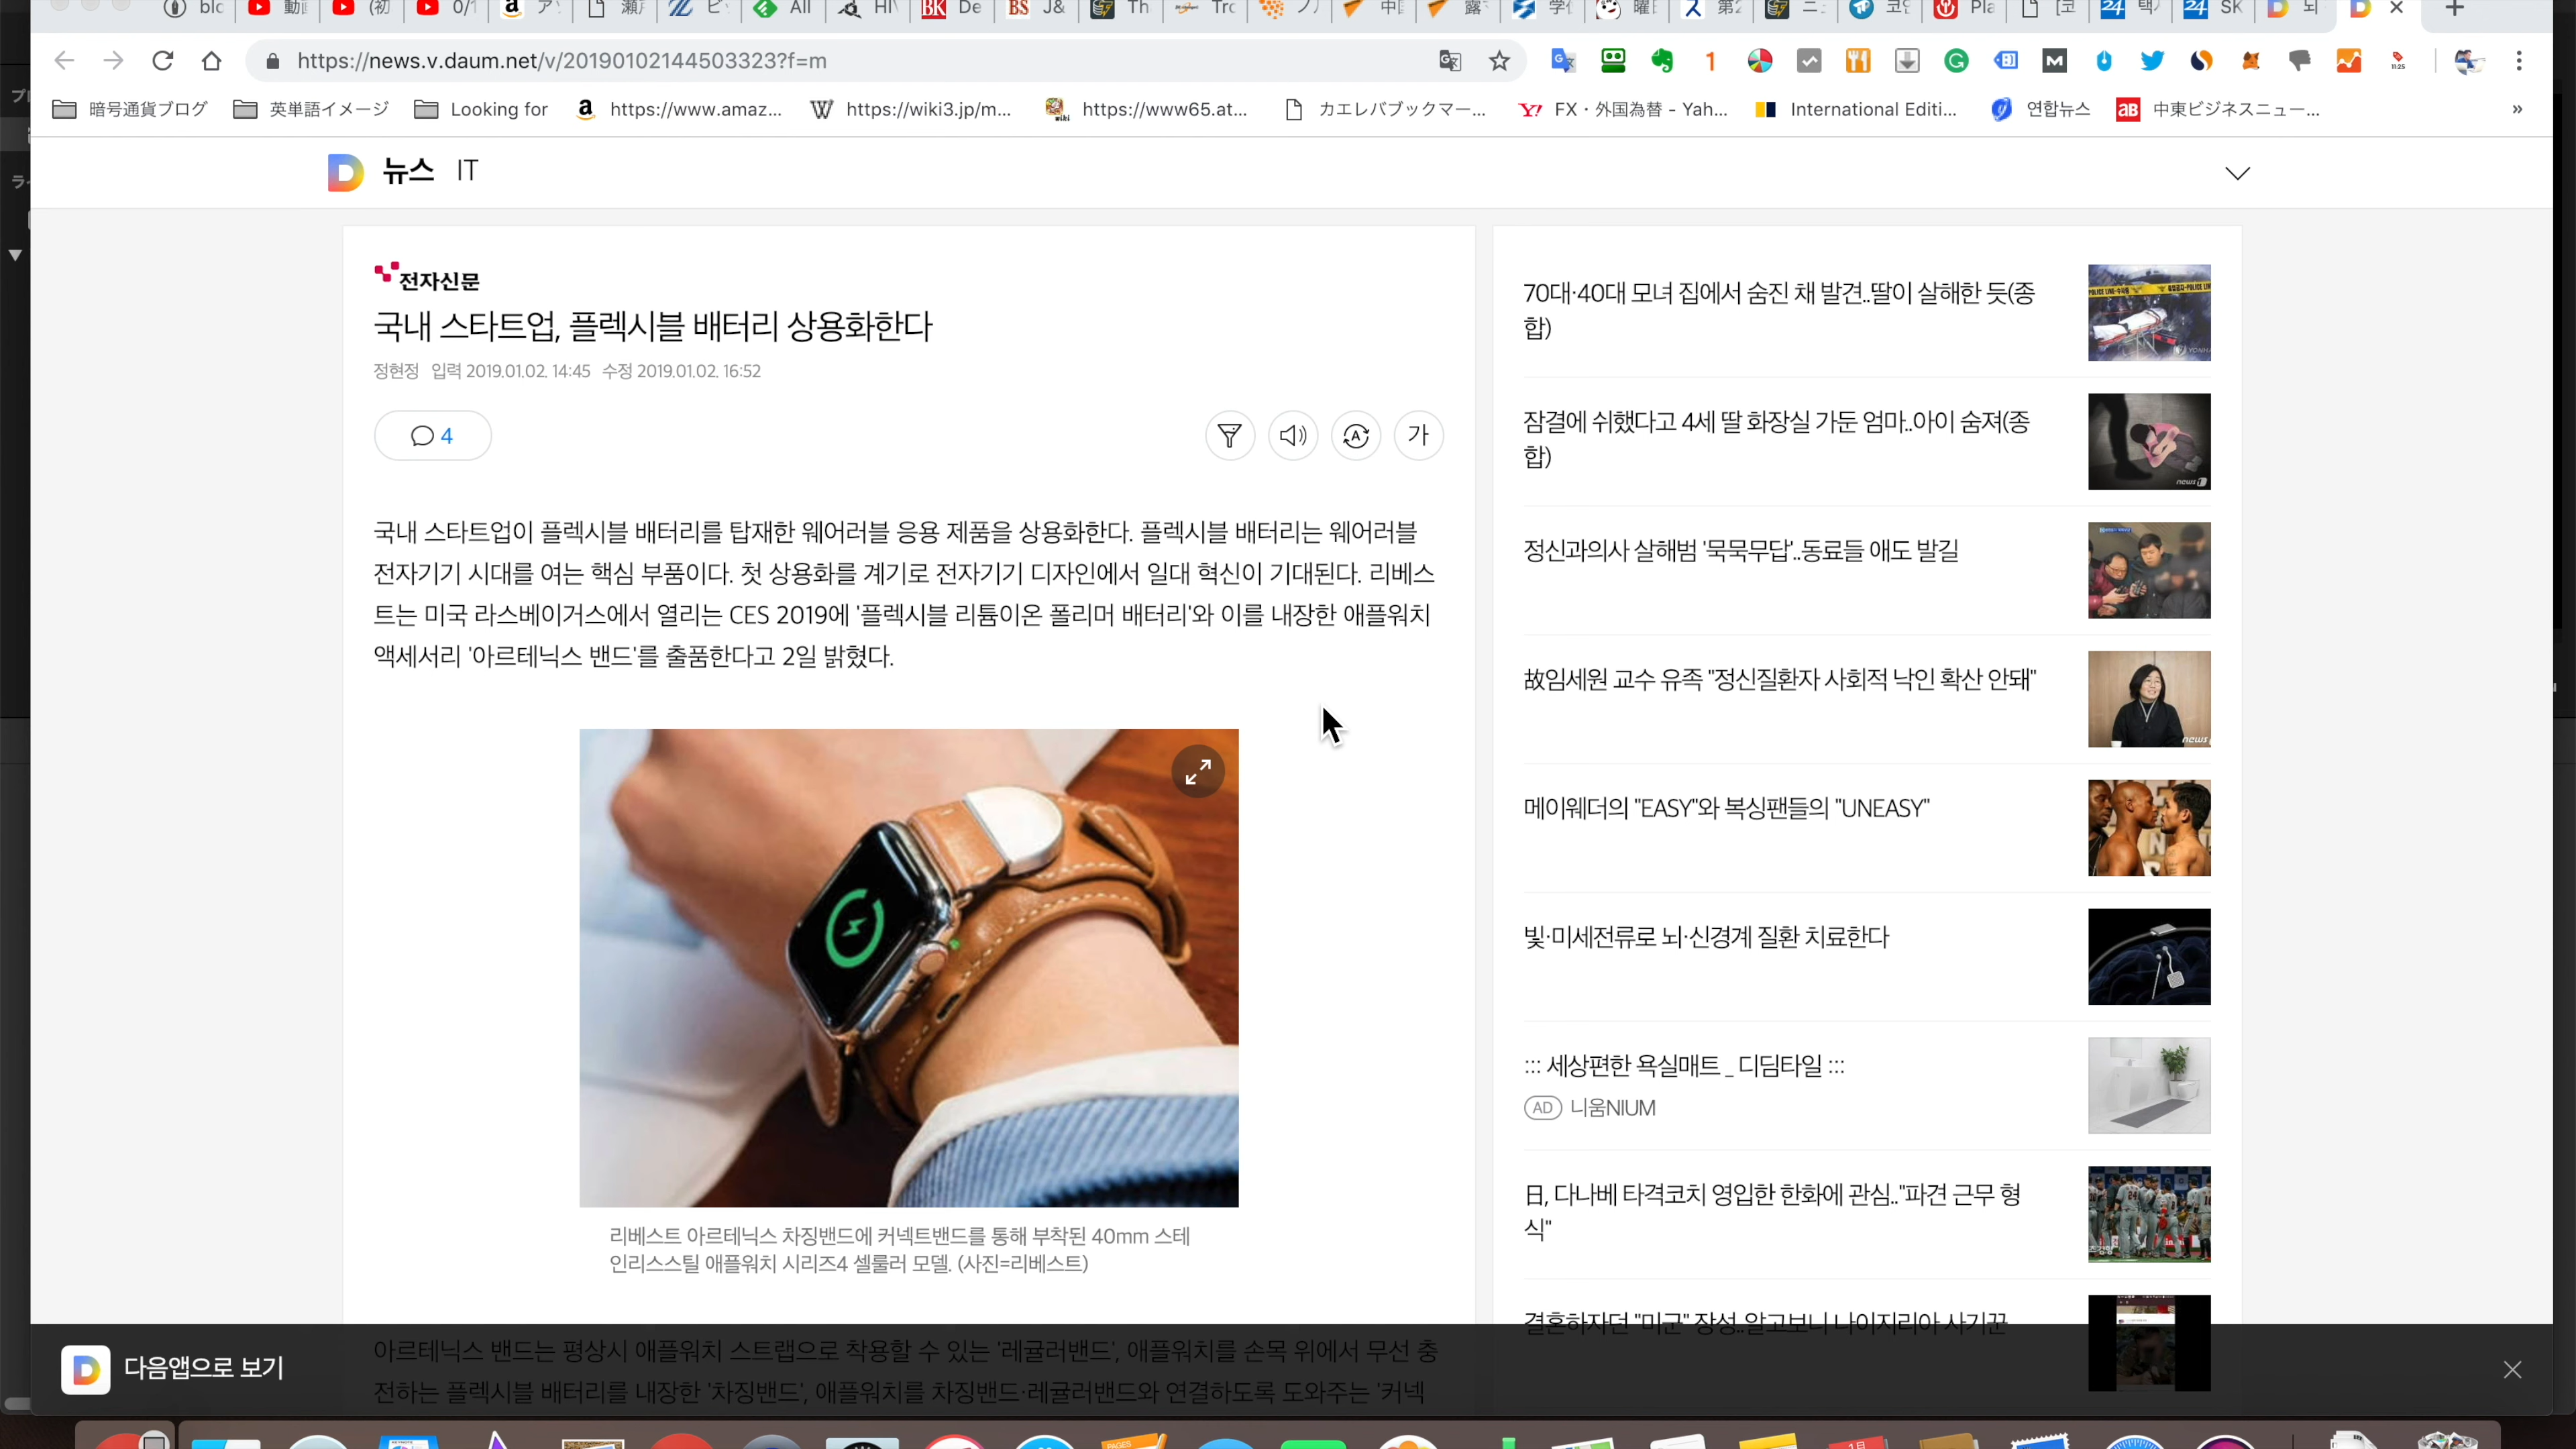 https://news.v.daum.net/v/20190102144503323?f=m
暗号通貨ブログ
英単語イメージ
Looking for
https://www.amaz...
https://wiki3.jp/m...
https://www65.at...
カエレバブックマー...
FX・外国為替 - Yah...
International Editi...
연합뉴스
中東ビジネスニュー...
뉴스 IT
전자신문
국내 스타트업, 플렉시블 배터리 상용화한다
정현정 입력 2019.01.02. 14:45 수정 2019.01.02. 16:52
4
가
국내 스타트업이 플렉시블 배터리를 탑재한 웨어러블 응용 제품을 상용화한다. 플렉시블 배터리는 웨어러블
전자기기 시대를 여는 핵심 부품이다. 첫 상용화를 계기로 전자기기 디자인에서 일대 혁신이 기대된다. 리베스
트는 미국 라스베이거스에서 열리는 CES 2019에 '플렉시블 리튬이온 폴리머 배터리'와 이를 내장한 애플워치
액세서리 '아르테닉스 밴드'를 출품한다고 2일 밝혔다.
리베스트 아르테닉스 차징밴드에 커넥트밴드를 통해 부착된 40mm 스테
인리스스틸 애플워치 시리즈4 셀룰러 모델. (사진=리베스트)
아르테닉스 밴드는 평상시 애플워치 스트랩으로 착용할 수 있는 '레귤러밴드', 애플워치를 손목 위에서 무선 충
전하는 플렉시블 배터리를 내장한 '차징밴드', 애플워치를 차징밴드·레귤러밴드와 연결하도록 도와주는 '커넥
70대·40대 모녀 집에서 숨진 채 발견..딸이 살해한 듯(종
합)
잠결에 쉬했다고 4세 딸 화장실 가둔 엄마..아이 숨져(종
합)
정신과의사 살해범 '묵묵무답'..동료들 애도 발길
故임세원 교수 유족 "정신질환자 사회적 낙인 확산 안돼"
메이웨더의 "EASY"와 복싱팬들의 "UNEASY"
빛·미세전류로 뇌·신경계 질환 치료한다
::: 세상편한 욕실매트 _ 디딤타일 :::
AD 니움NIUM
日, 다나베 타격코치 영입한 한화에 관심.."파견 근무 형
식"
결혼하자던 "미군" 장성..알고보니 나이지리아 사기꾼
다음앱으로 보기